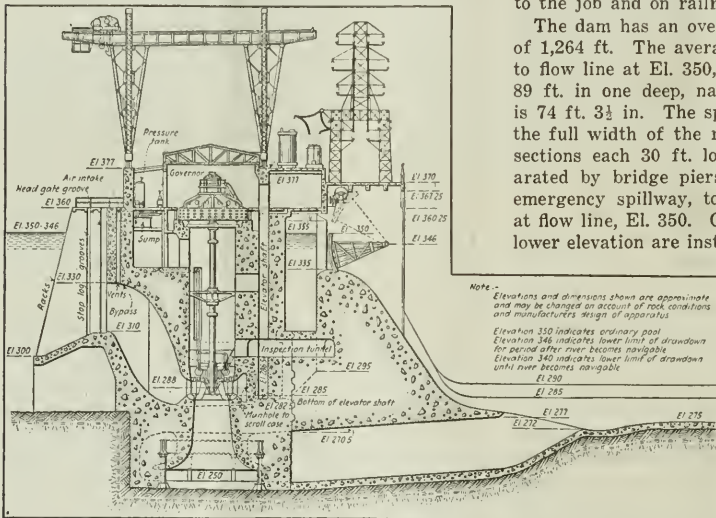 to the job and on railr
The dam has an ove
of 1,264 ft. The avera
to flow line at El. 350,
89 ft. in one deep, na
is 74 ft. 3½ in. The sp
the full width of the r
sections each 30 ft. lo
arated by bridge piers
emergency spillway, to
at flow line, El. 350. O
lower elevation are inst
Pressure
tank
El 377
Governor
El 377
Air intake
Head gate groove
El 360
El 370
El 367.25
El 360.25
El 350-346
Sump
El 355
El 350
El 346
El 335
Elevator shaft
Racks
Stop log grooves
El 330
Vents
Bypass
El 310
El 300
Inspection tunnel
El 295
El 288
El 285
El 282.5
Bottom of elevator shaft
Manhole to
scroll case
El 270.5
El 250
Note:-
Elevations and dimensions shown are approximate
and may be changed on account of rock conditions
and manufacturers design of apparatus
Elevation 350 indicates ordinary pool
Elevation 346 indicates lower limit of drawdown
for period after river becomes navigable
Elevation 340 indicates lower limit of drawdown
until river becomes navigable
El 290
El 285
El 277
El 272
El 275